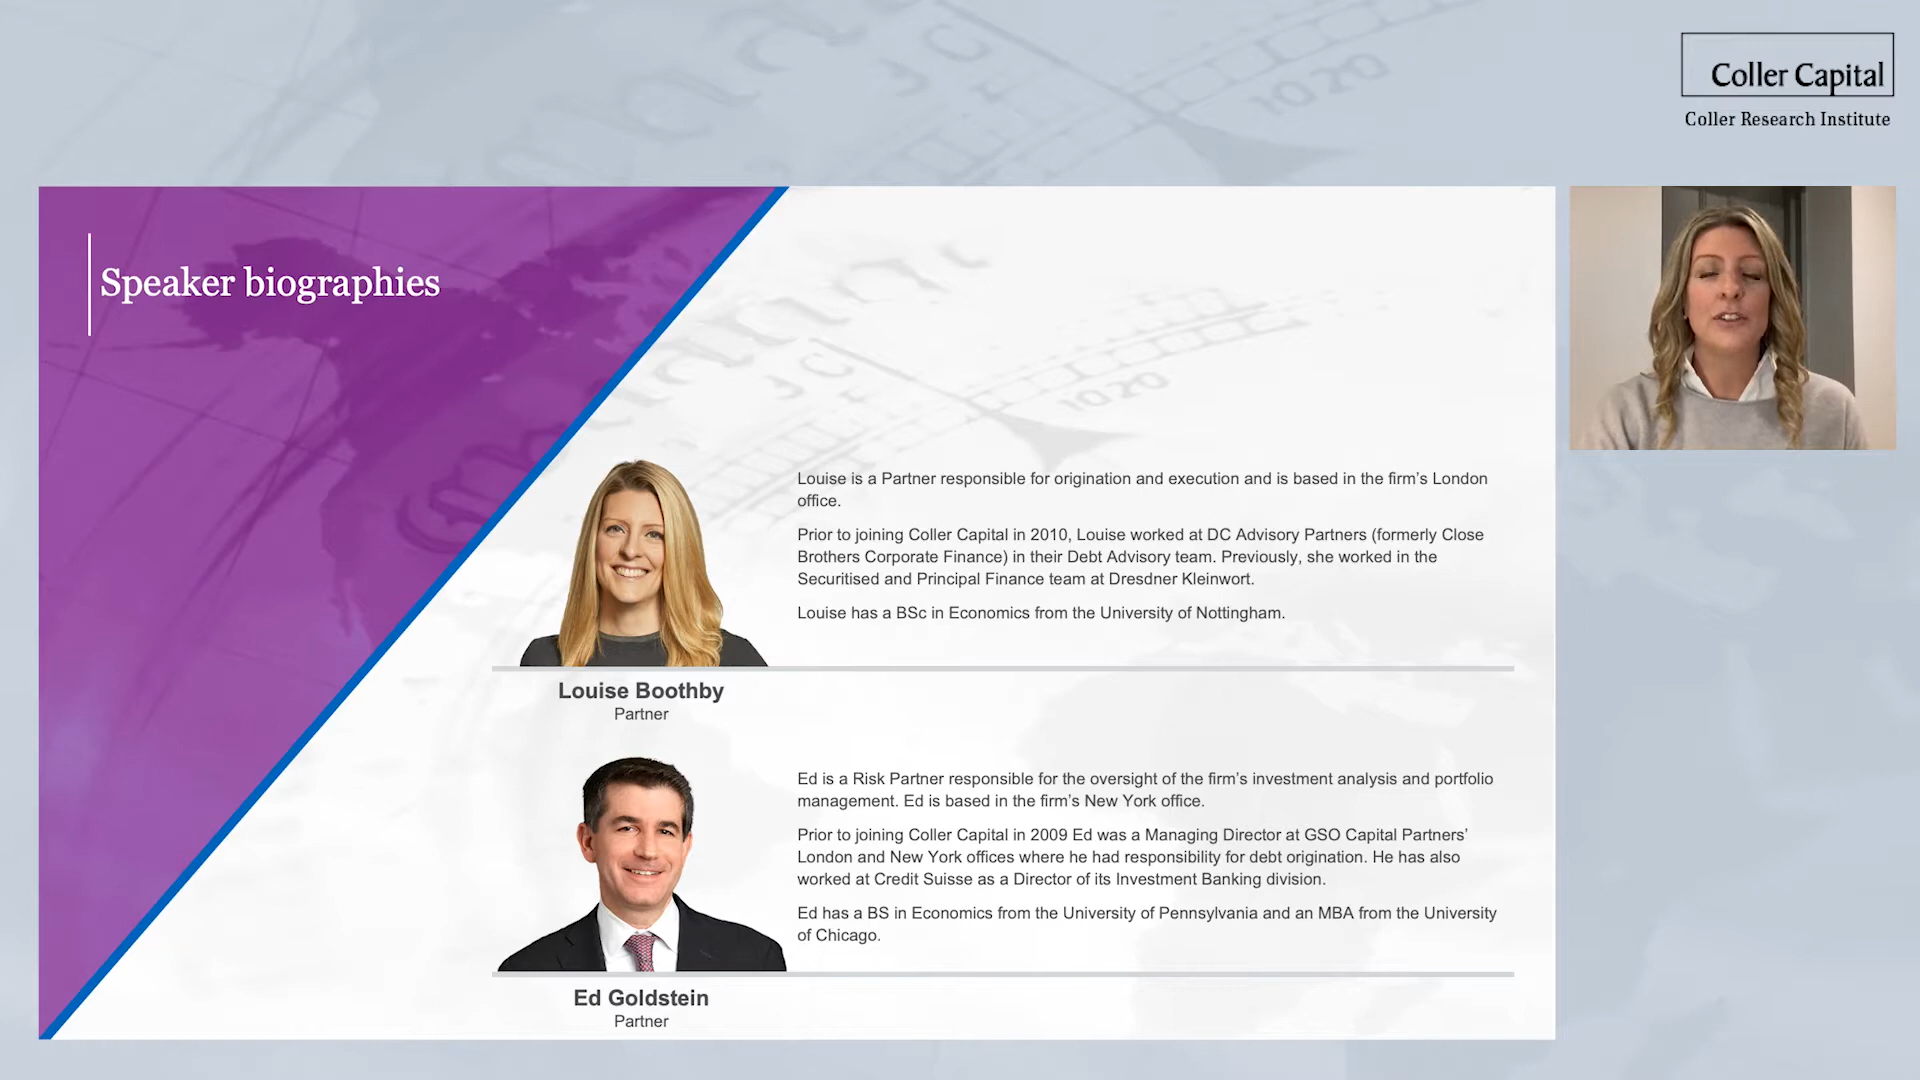 Coller Capital
Coller Research Institute
Speaker biographies
Louise is a Partner responsible for origination and execution and is based in the firm’s London
office.
Prior to joining Coller Capital in 2010, Louise worked at DC Advisory Partners (formerly Close
Brothers Corporate Finance) in their Debt Advisory team. Previously, she worked in the
Securitised and Principal Finance team at Dresdner Kleinwort.
Louise has a BSc in Economics from the University of Nottingham.
Louise Boothby
Partner
Ed is a Risk Partner responsible for the oversight of the firm’s investment analysis and portfolio
management. Ed is based in the firm’s New York office.
Prior to joining Coller Capital in 2009 Ed was a Managing Director at GSO Capital Partners’
London and New York offices where he had responsibility for debt origination. He has also
worked at Credit Suisse as a Director of its Investment Banking division.
Ed has a BS in Economics from the University of Pennsylvania and an MBA from the University
of Chicago.
Ed Goldstein
Partner
1020
1020